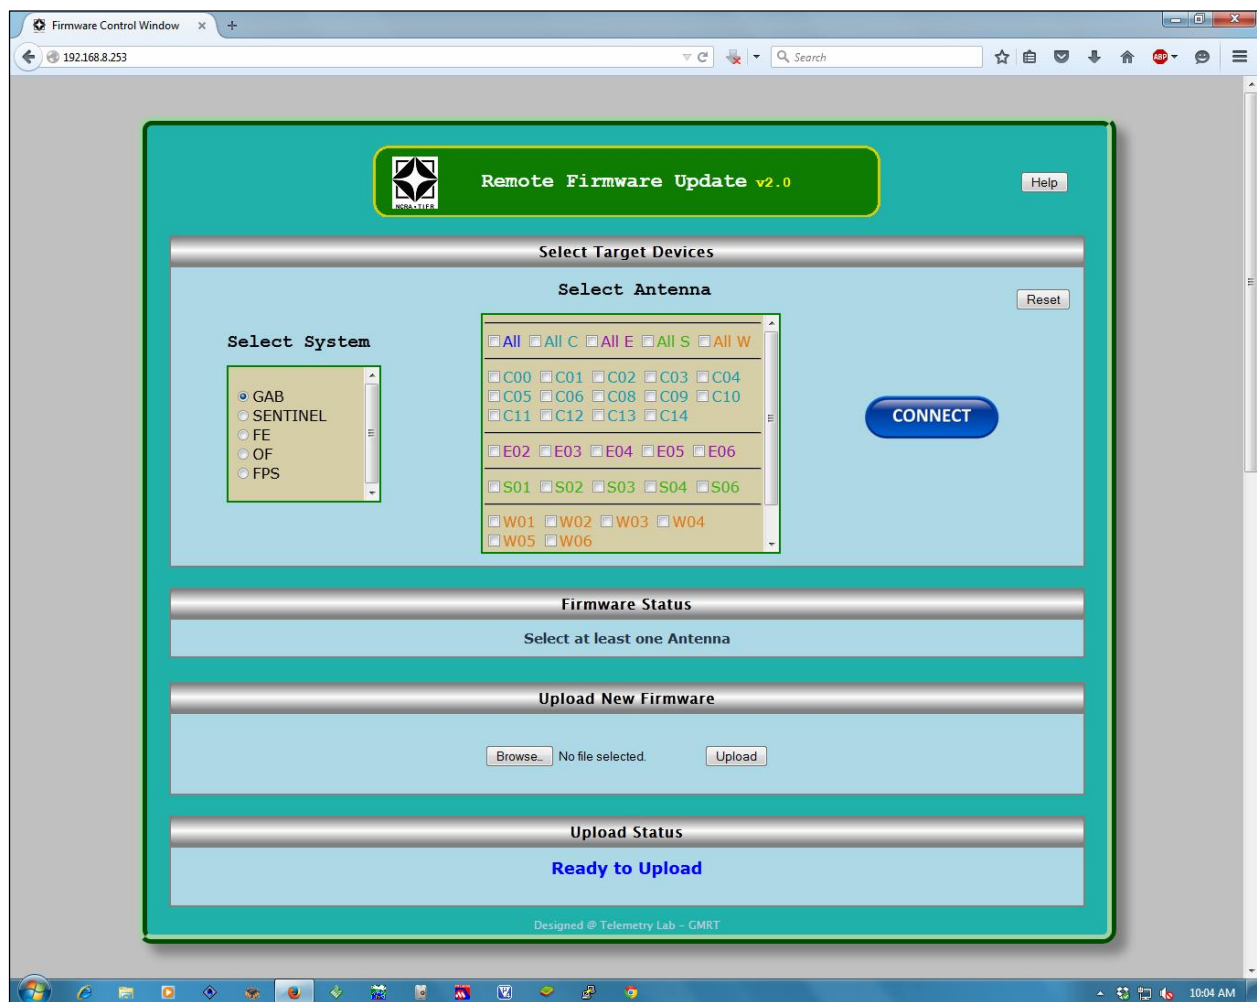 Firmware Control Window
192.168.8.253
Search
ABP
NCRA • TIFR
Remote Firmware Update v2.0
Help
Select Target Devices
Select Antenna
Reset
Select System
All All C All E All S All W
GAB
SENTINEL
FE
OF
FPS
C00 C01 C02 C03 C04
C05 C06 C08 C09 C10
C11 C12 C13 C14
CONNECT
E02 E03 E04 E05 E06
S01 S02 S03 S04 S06
W01 W02 W03 W04
W05 W06
Firmware Status
Select at least one Antenna
Upload New Firmware
Browse_ No file selected. Upload
Upload Status
Ready to Upload
Designed @ Telemetry Lab - GMRT
10:04 AM